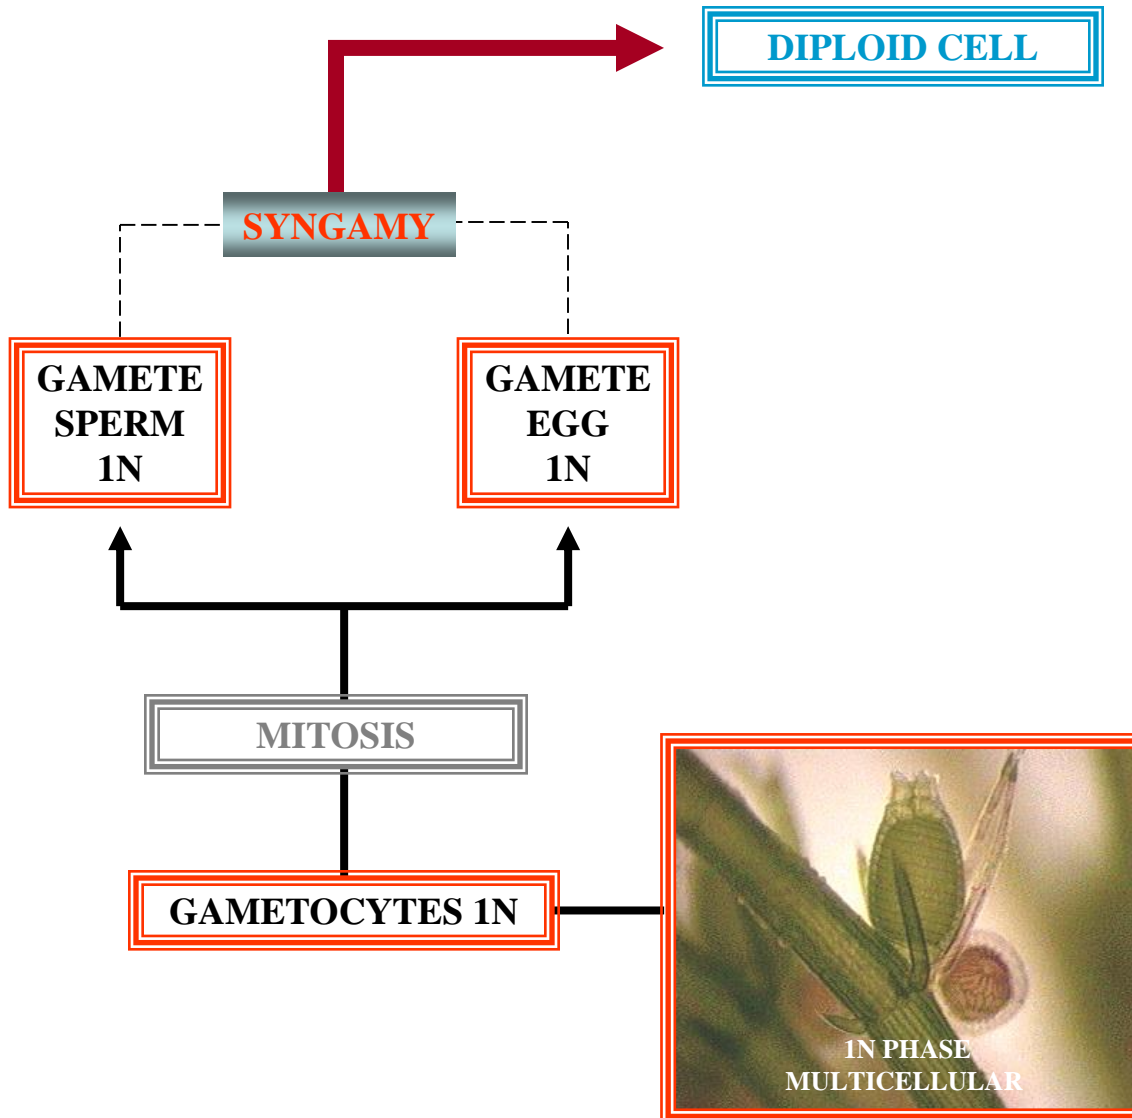 DIPLOID CELL
SYNGAMY
GAMETE
SPERM
1N
GAMETE
EGG
1N
MITOSIS
GAMETOCYTES 1N
1N PHASE
MULTICELLULAR